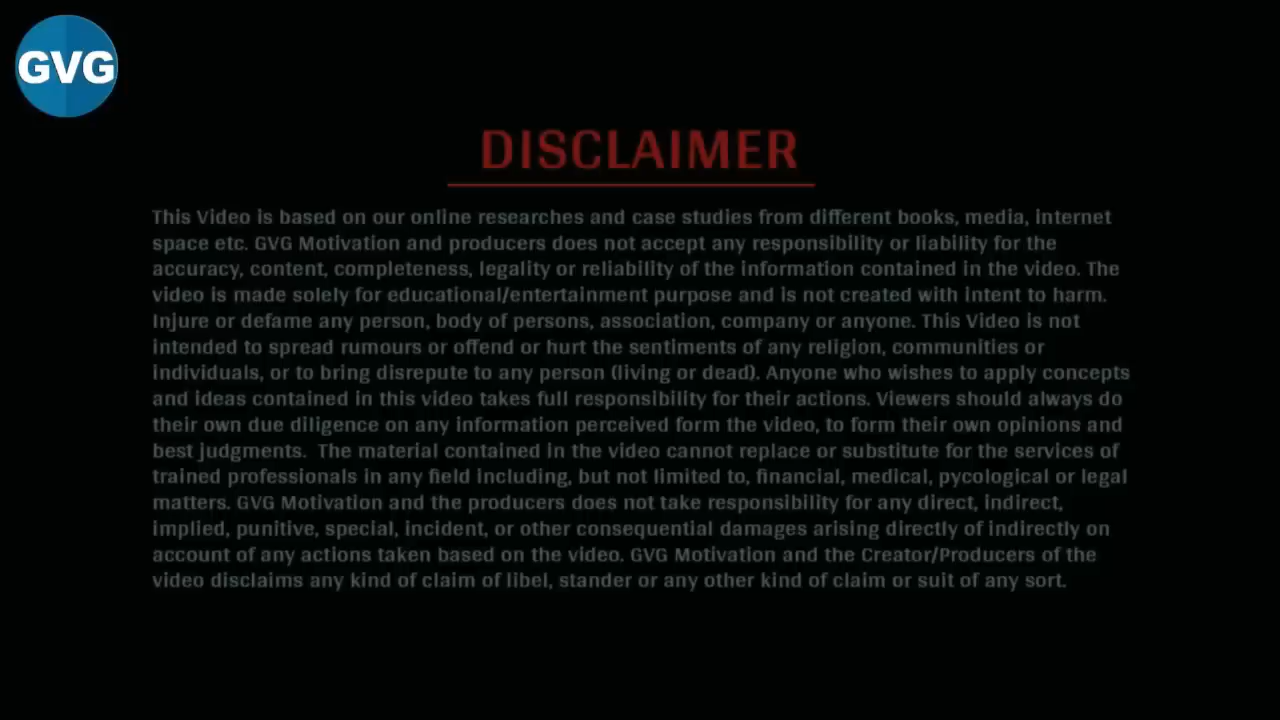 GVG
DISCLAIMER
This Video is based on our online researches and case studies from different books, media, internet
space etc. GVG Motivation and producers does not accept any responsibility or liability for the
accuracy, content, completeness, legality or reliability of the information contained in the video. The
video is made solely for educational/entertainment purpose and is not created with intent to harm.
Injure or defame any person, body of persons, association, company or anyone. This Video is not
intended to spread rumours or offend or hurt the sentiments of any religion, communities or
individuals, or to bring disrepute to any person (living or dead). Anyone who wishes to apply concepts
and ideas contained in this video takes full responsibility for their actions. Viewers should always do
their own due diligence on any information perceived form the video, to form their own opinions and
best judgments. The material contained in the video cannot replace or substitute for the services of
trained professionals in any field including, but not limited to, financial, medical, pycological or legal
matters. GVG Motivation and the producers does not take responsibility for any direct, indirect,
implied, punitive, special, incident, or other consequential damages arising directly of indirectly on
account of any actions taken based on the video. GVG Motivation and the Creator/Producers of the
video disclaims any kind of claim of libel, stander or any other kind of claim or suit of any sort.